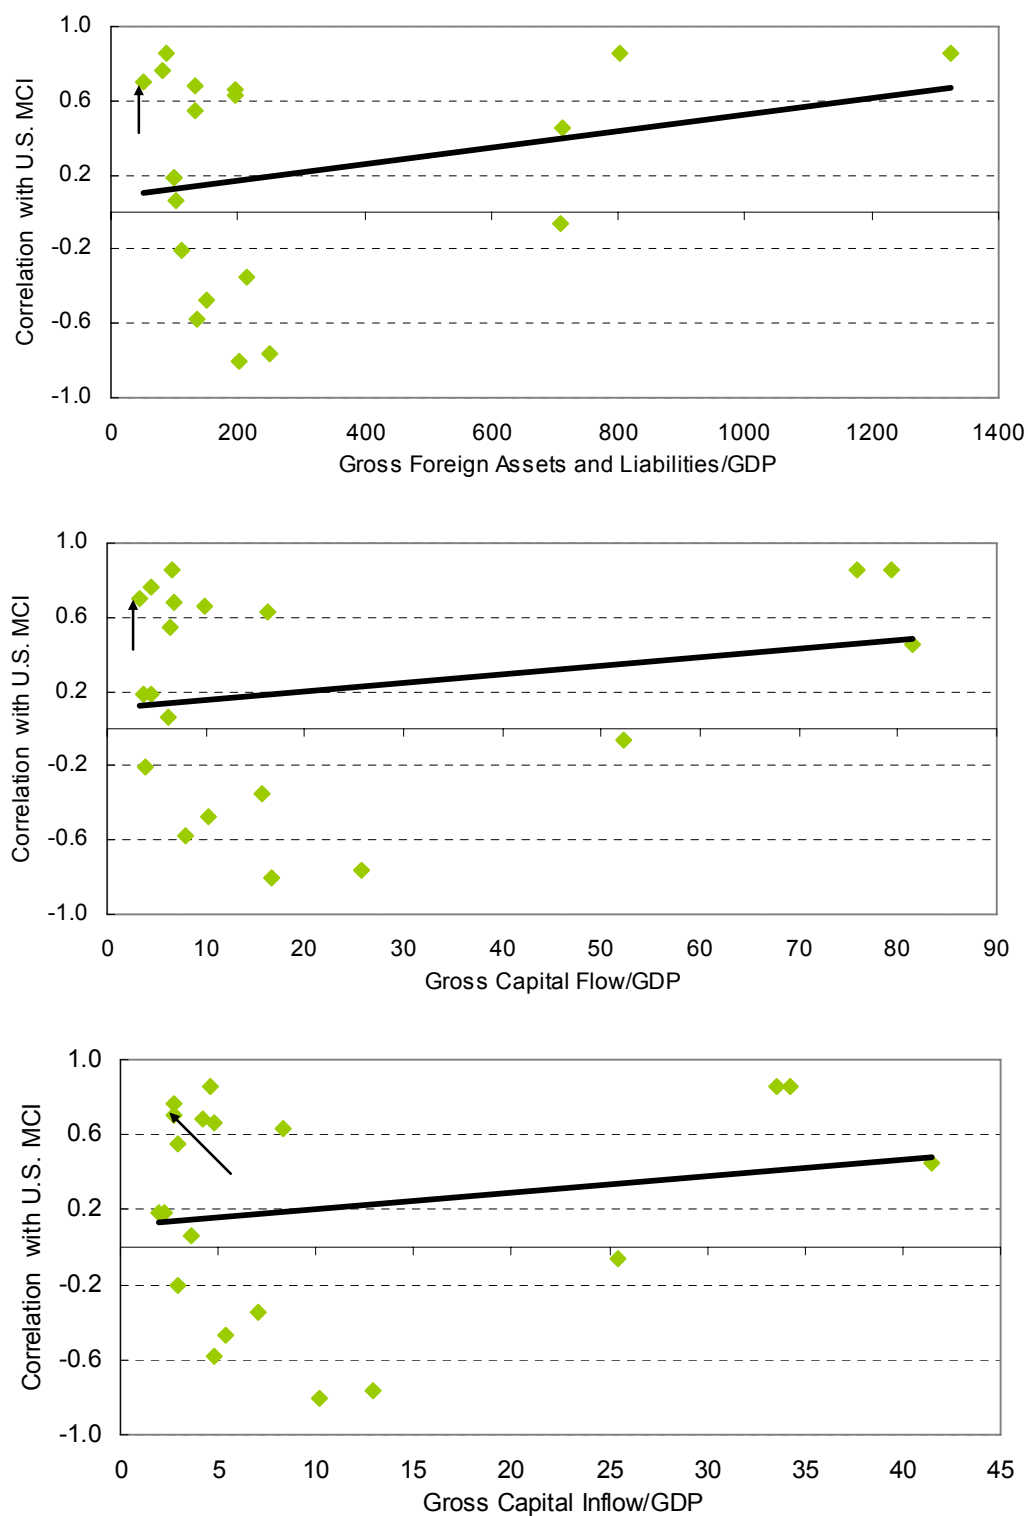 Correlation with U.S. MCI
1.0
0.6
0.2
-0.2
-0.6
-1.0
0 200 400 600 800 1000 1200 1400
Gross Foreign Assets and Liabilities/GDP
Correlation with U.S. MCI
1.0
0.6
0.2
-0.2
-0.6
-1.0
0 10 20 30 40 50 60 70 80 90
Gross Capital Flow/GDP
Correlation with U.S. MCI
1.0
0.6
0.2
-0.2
-0.6
-1.0
0 5 10 15 20 25 30 35 40 45
Gross Capital Inflow/GDP